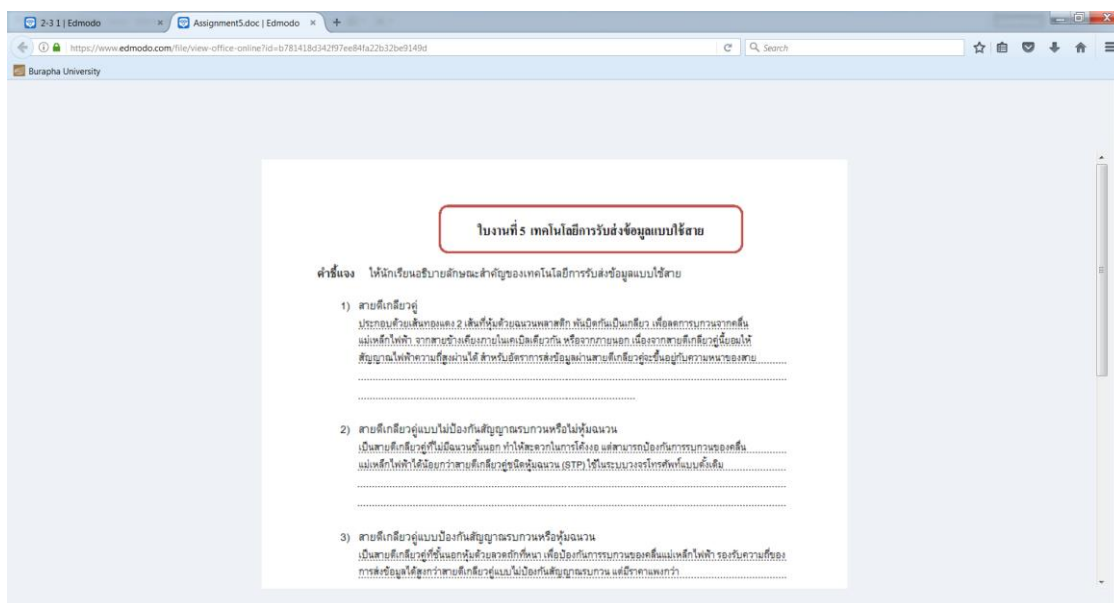 2-3 1 | Edmodo
Assignment5.doc | Edmodo
https://www.edmodo.com/file/view-office-online?id=b781418d342f97ee84fa22b32be9149d
Search
Burapha University
ใบงานที่ 5 เทคโนโลยีการรับส่งข้อมูลแบบใช้สาย
คำชี้แจง ให้นักเรียนอธิบายลักษณะสำคัญของเทคโนโลยีการรับส่งข้อมูลแบบใช้สาย
1) สายตีเกลียวคู่
ประกอบด้วยเส้นทองแดง 2 เส้นที่หุ้มด้วยฉนวนพลาสติก พันบิดกันเป็นเกลียว เพื่อลดการบกวนจากคลื่น
แม่เหล็กไฟฟ้า จากสายข้างเคียงภายในเคเบิลเดียวกัน หรือจากภายนอก เนื่องจากสายตีเกลียวคู่นี้ยอมให้
สัญญาณไฟฟ้าความถี่สูงผ่านได้ สำหรับอัตราการส่งข้อมูลผ่านสายตีเกลียวคู่จะขึ้นอยู่กับความหนาของสาย
2) สายตีเกลียวคู่แบบไม่ป้องกันสัญญาณรบกวนหรือไม่หุ้มฉนวน
เป็นสายตีเกลียวคู่ที่ไม่มีฉนวนชั้นนอก ทำให้สะดวกในการโค้งงอ แต่สามารถป้องกันการรบกวนของคลื่น
แม่เหล็กไฟฟ้าได้น้อยกว่าสายตีเกลียวคู่ชนิดหุ้มฉนวน (STP) ใช้ในระบบวงจรโทรศัพท์แบบดั้งเดิม
3) สายตีเกลียวคู่แบบป้องกันสัญญาณรบกวนหรือหุ้มฉนวน
เป็นสายตีเกลียวคู่ที่ชั้นนอกหุ้มด้วยลวดถักที่หนา เพื่อป้องกันการรบกวนของคลื่นแม่เหล็กไฟฟ้า รองรับความถี่ของ
การส่งข้อมูลได้สูงกว่าสายตีเกลียวคู่แบบไม่ป้องกันสัญญาณรบกวน แต่มีราคาแพงกว่า